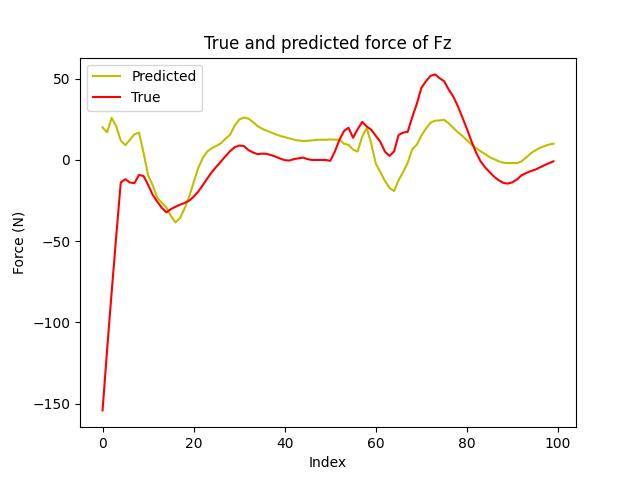 True and predicted force of Fz
Predicted
True
50
0
−50
−100
−150
Force (N)
0 20 40 60 80 100
Index